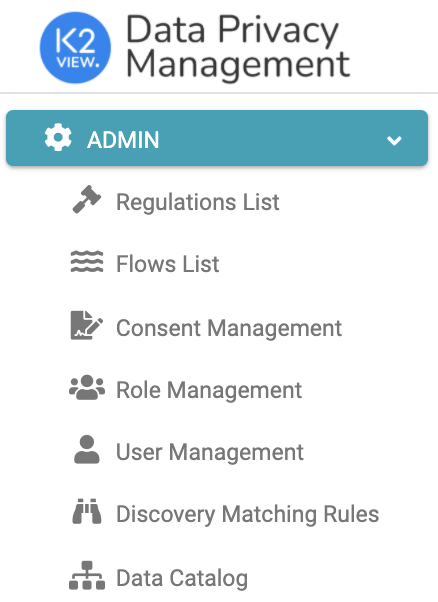 K2
VIEW.
Data Privacy
Management
ADMIN
Regulations List
Flows List
Consent Management
Role Management
User Management
Discovery Matching Rules
Data Catalog